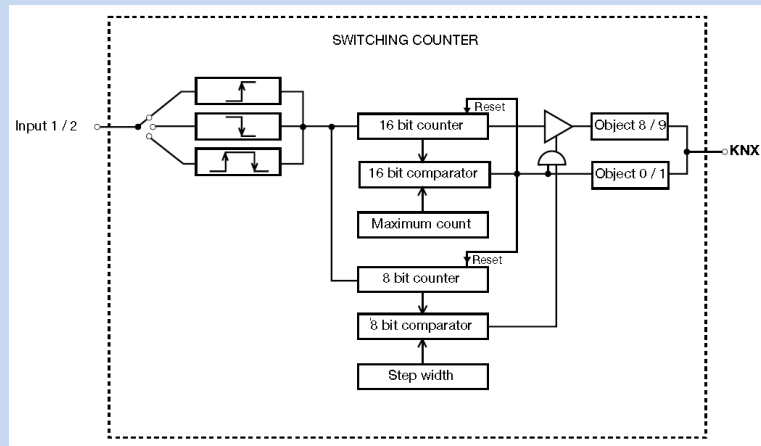 SWITCHING COUNTER
Input 1 / 2
Reset
16 bit counter
Object 8 / 9
KNX
16 bit comparator
Object 0 / 1
Maximum count
Reset
8 bit counter
8 bit comparator
Step width